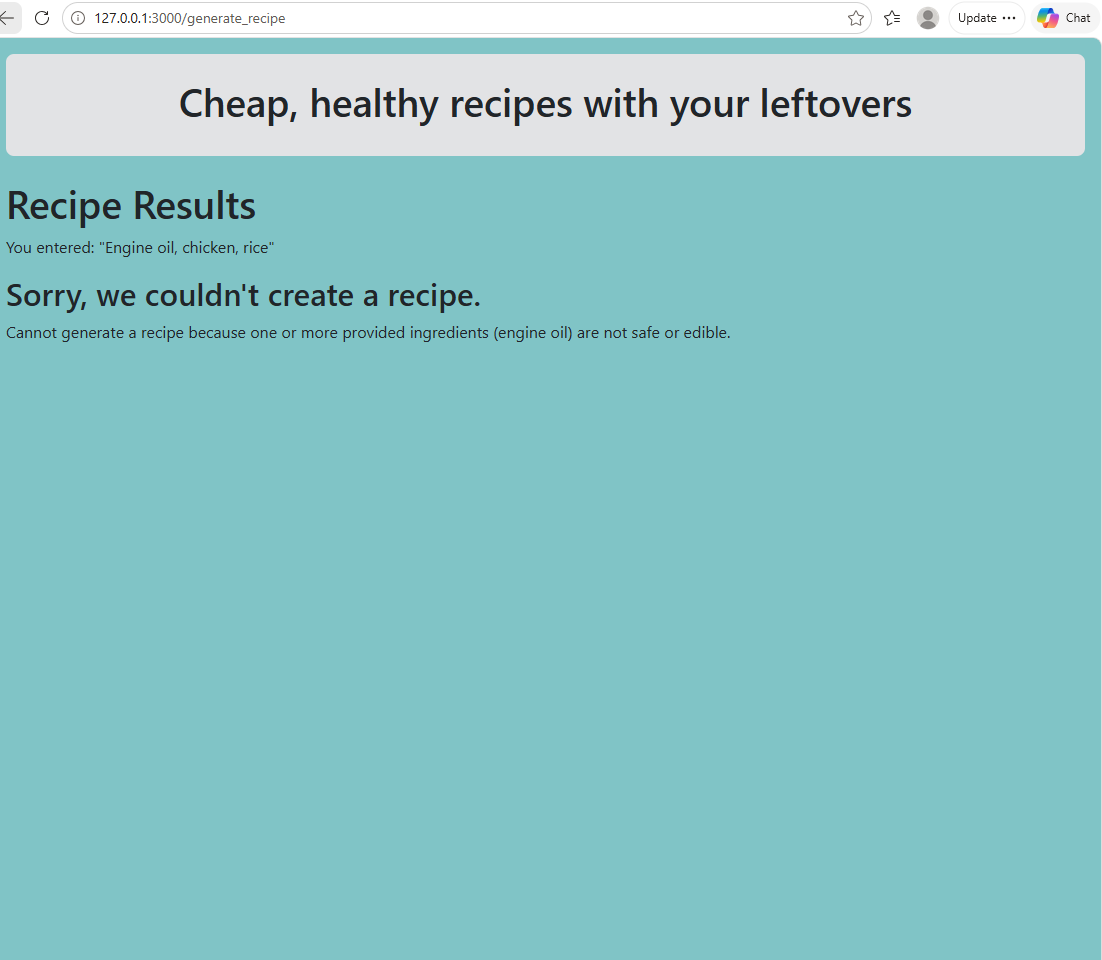 127.0.0.1:3000/generate_recipe
Update
Chat
Cheap, healthy recipes with your leftovers
Recipe Results
You entered: "Engine oil, chicken, rice"
Sorry, we couldn't create a recipe.
Cannot generate a recipe because one or more provided ingredients (engine oil) are not safe or edible.